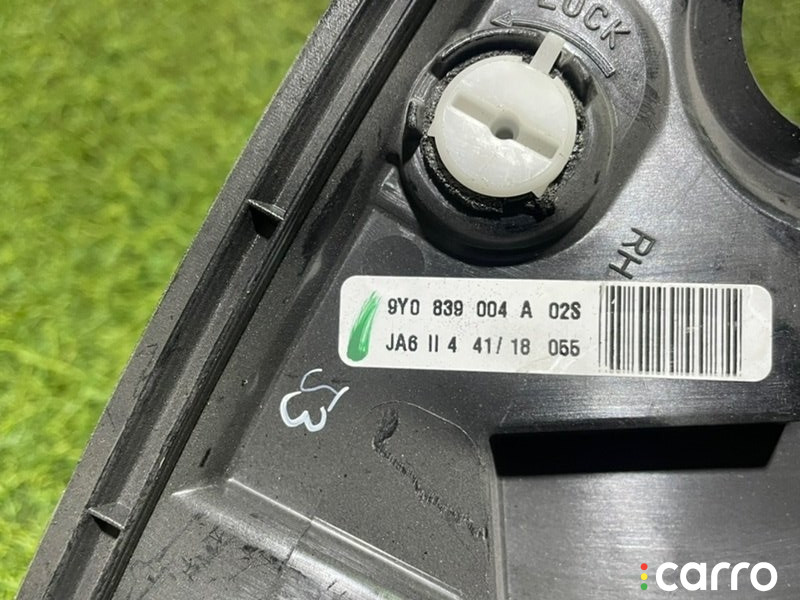 LOCK
RH
9Y0 839 004 A 02S
JA6 II 4 41/18 055
carro